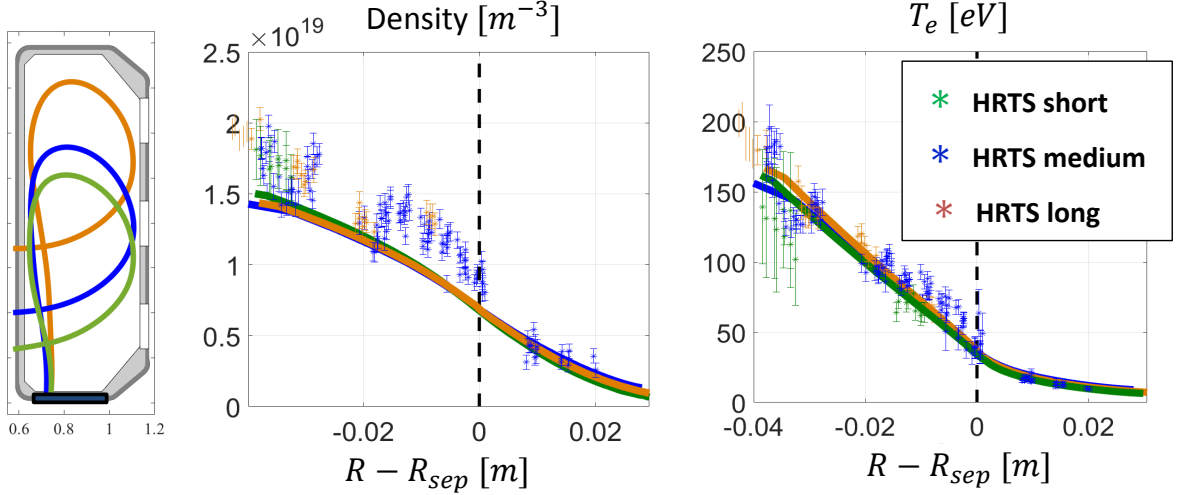 Density [m⁻³]
×10¹⁹
2.5
2
1.5
1
0.5
0
-0.02
0
0.02
R − R_sep [m]
T_e [eV]
250
200
150
100
50
0
-0.04
-0.02
0
0.02
R − R_sep [m]
HRTS short
HRTS medium
HRTS long
0.6 0.8 1 1.2